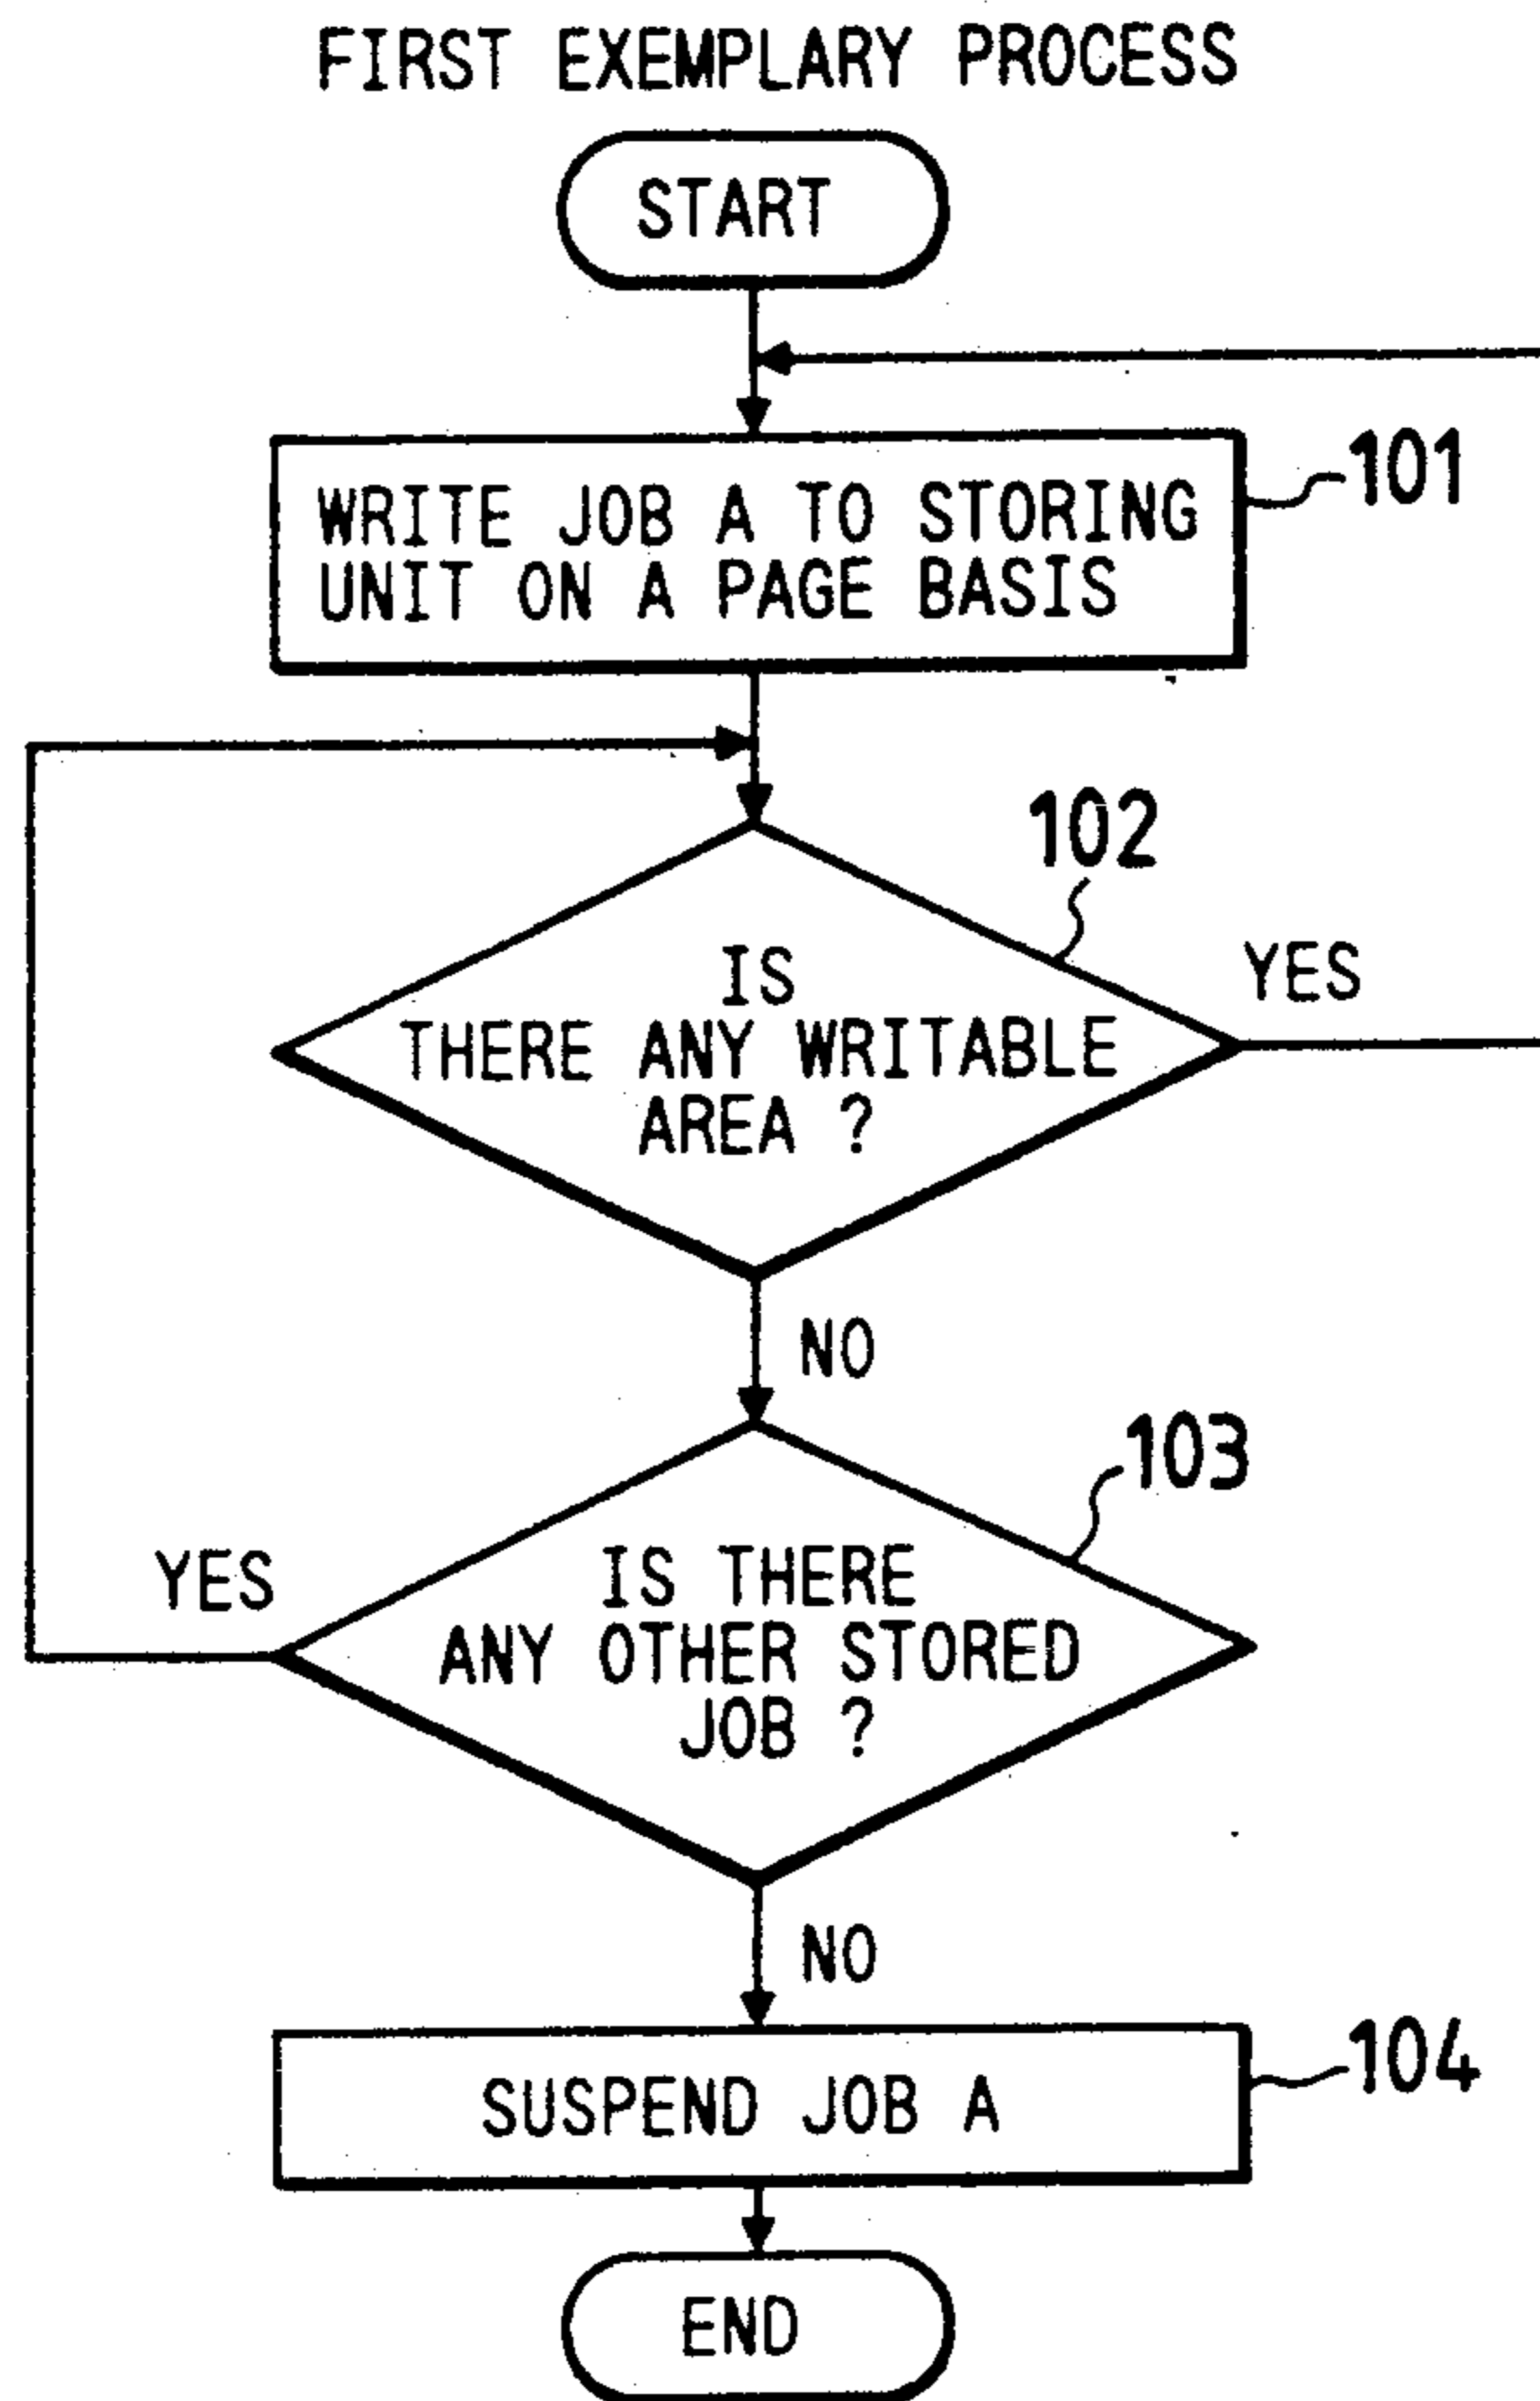 FIRST EXEMPLARY PROCESS
START
WRITE JOB A TO STORING
UNIT ON A PAGE BASIS
101
102
IS
THERE ANY WRITABLE
AREA ?
YES
NO
103
IS THERE
ANY OTHER STORED
JOB ?
YES
NO
SUSPEND JOB A
104
END